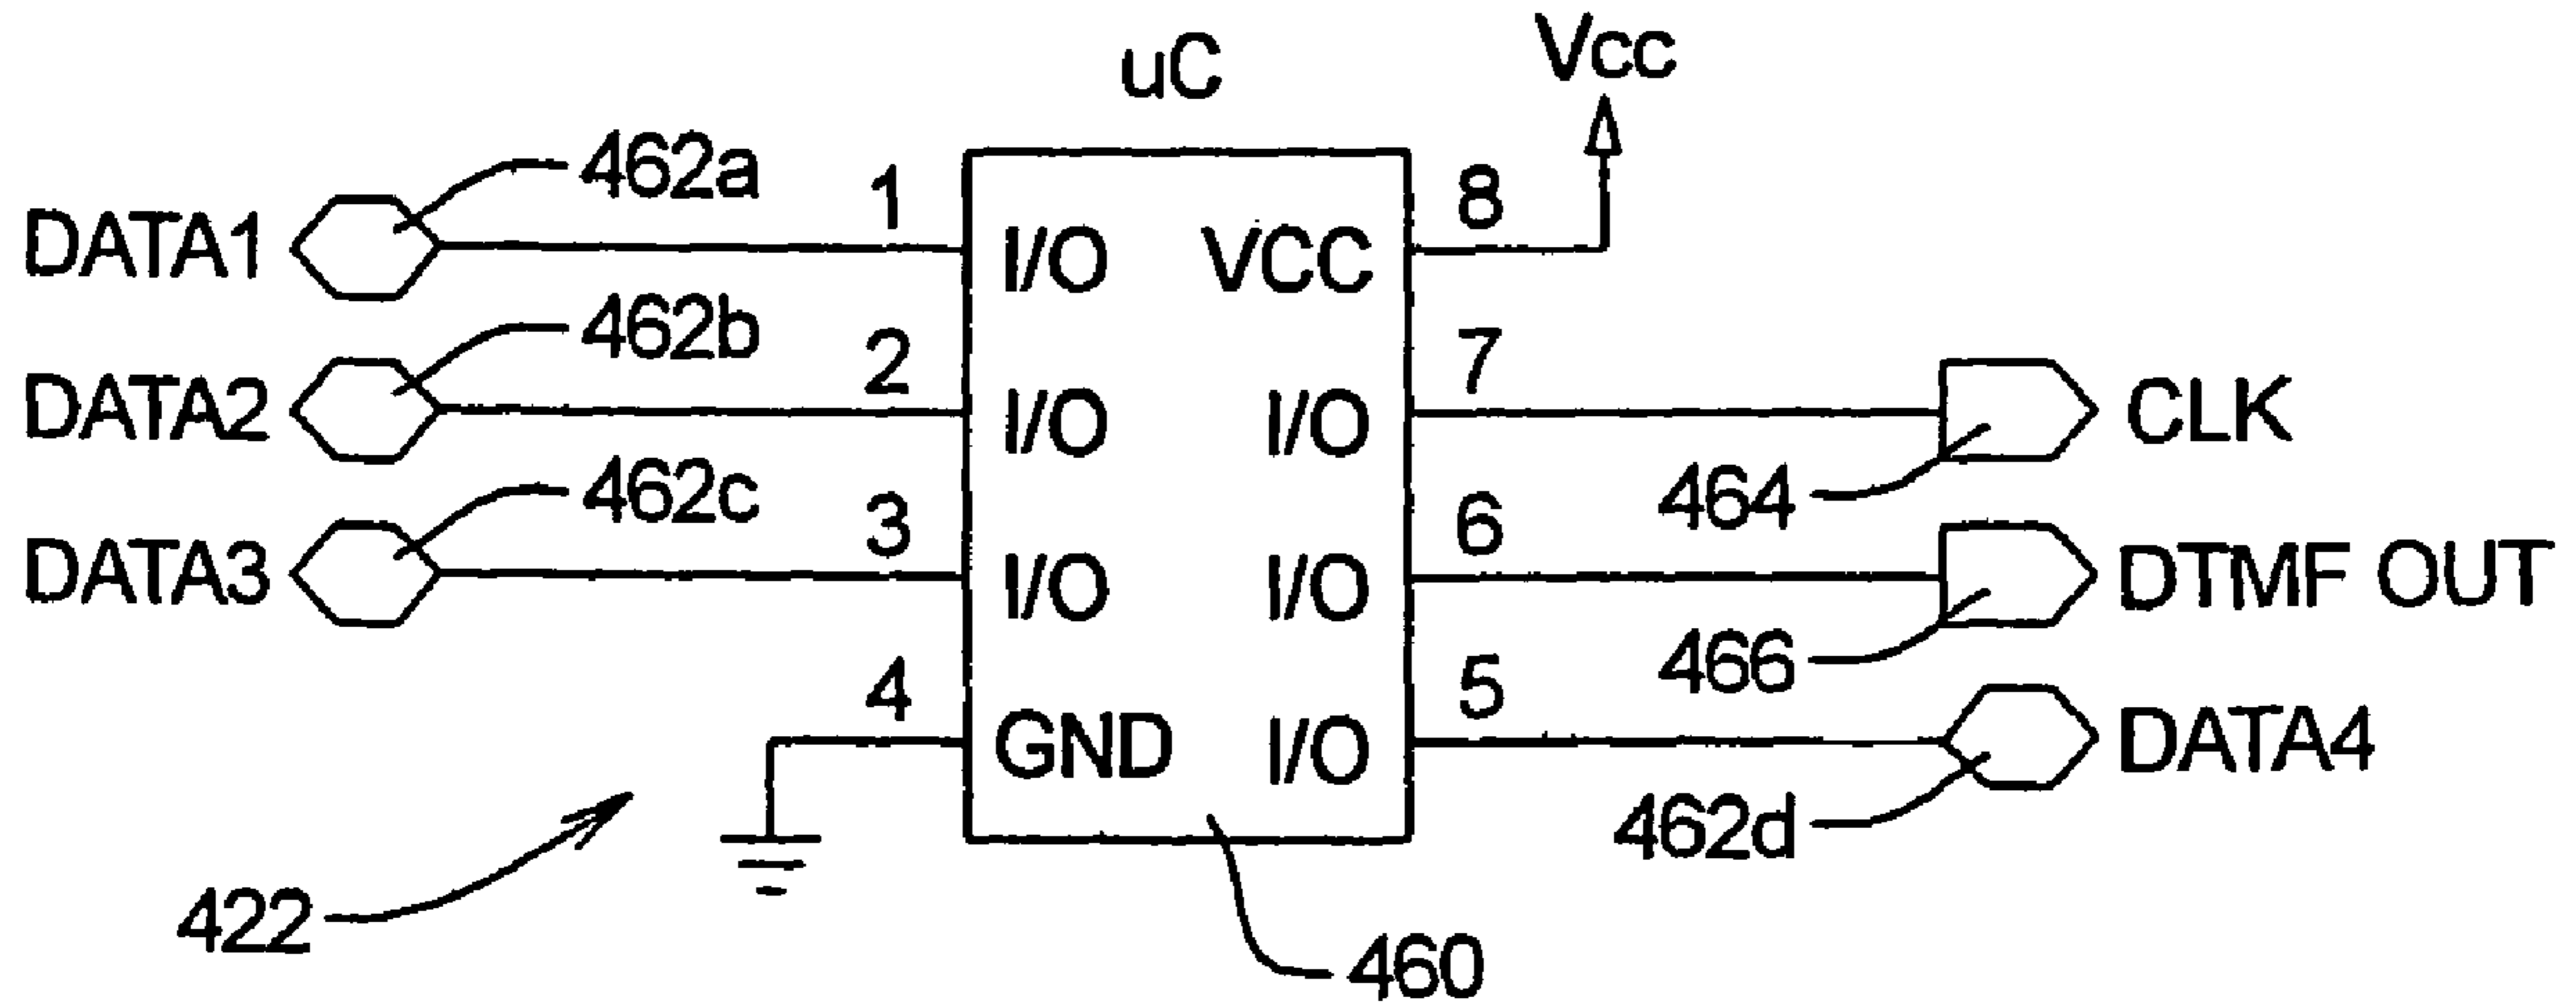 uC
Vcc
462a
1
8
DATA1
I/O
VCC
462b
2
7
DATA2
I/O
I/O
CLK
462c
3
464
6
DATA3
I/O
I/O
DTMF OUT
4
466
5
GND
I/O
DATA4
462d
422
460